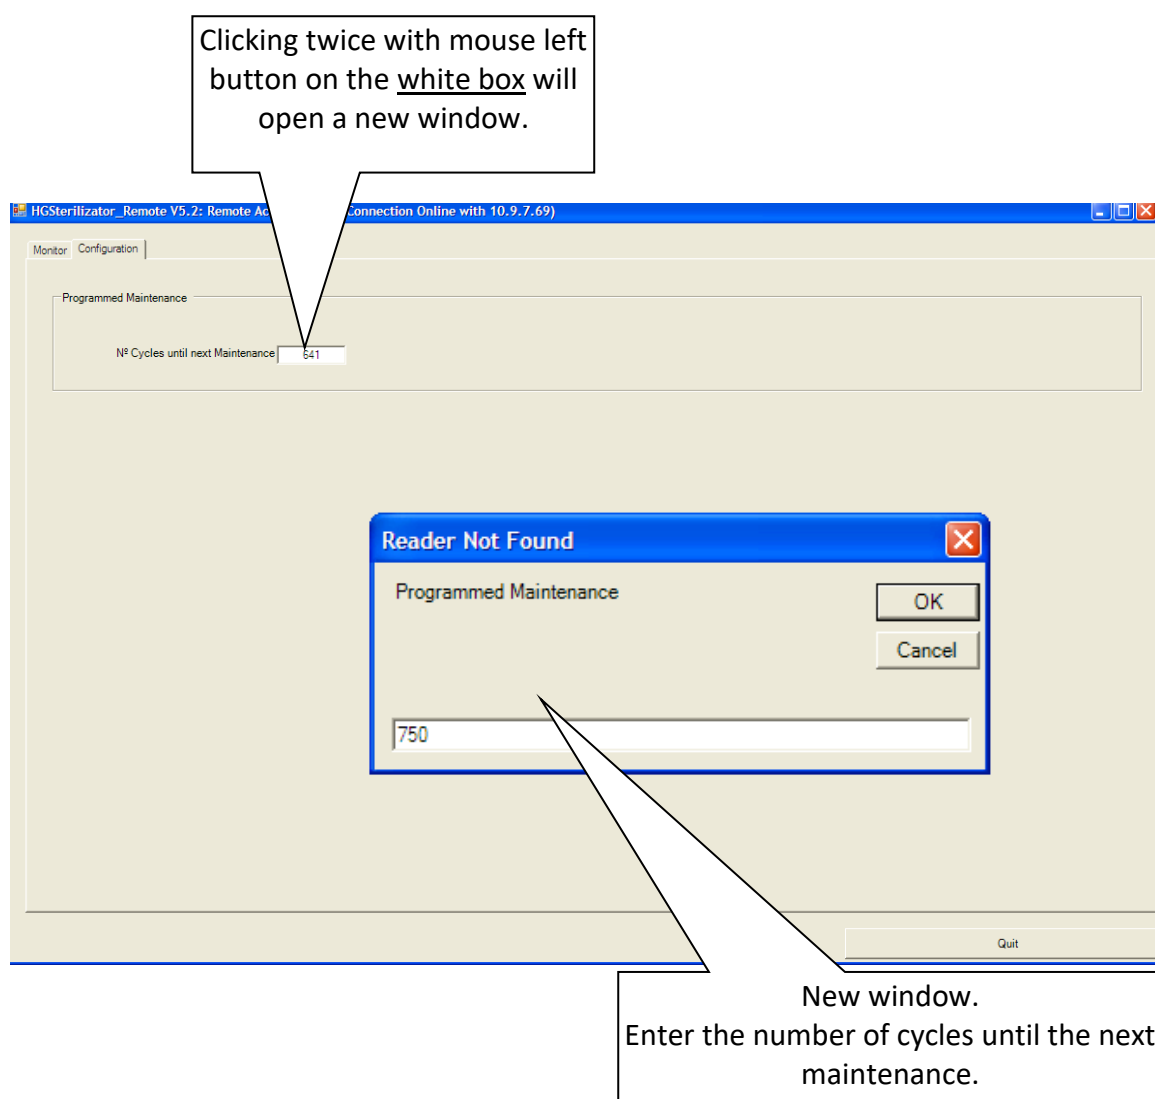 Clicking twice with mouse left
button on the white box will
open a new window.
HGSterilizator_Remote V5.2: Remote Ac
Connection Online with 10.9.7.69)
Monitor Configuration
Programmed Maintenance
Nº Cycles until next Maintenance 641
Reader Not Found
Programmed Maintenance
OK
Cancel
750
Quit
New window.
Enter the number of cycles until the next
maintenance.